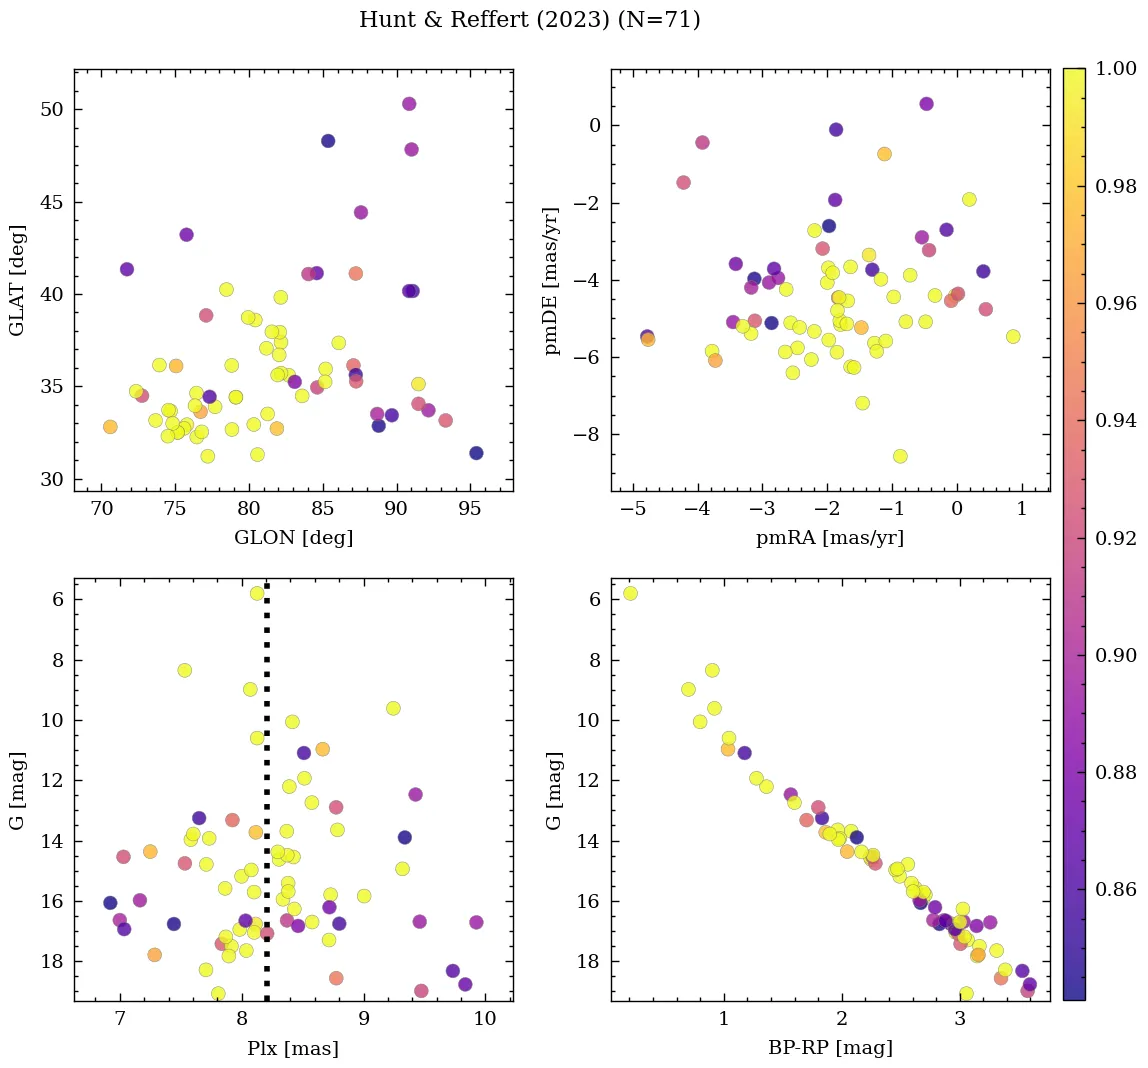 Hunt & Reffert (2023) (N=71)
50
45
40
35
30
GLAT [deg]
70 75 80 85 90 95
GLON [deg]
0
−2
−4
−6
−8
pmDE [mas/yr]
−5 −4 −3 −2 −1 0 1
pmRA [mas/yr]
6
8
10
12
14
16
18
G [mag]
7 8 9 10
Plx [mas]
6
8
10
12
14
16
18
G [mag]
1 2 3
BP-RP [mag]
1.00
0.98
0.96
0.94
0.92
0.90
0.88
0.86